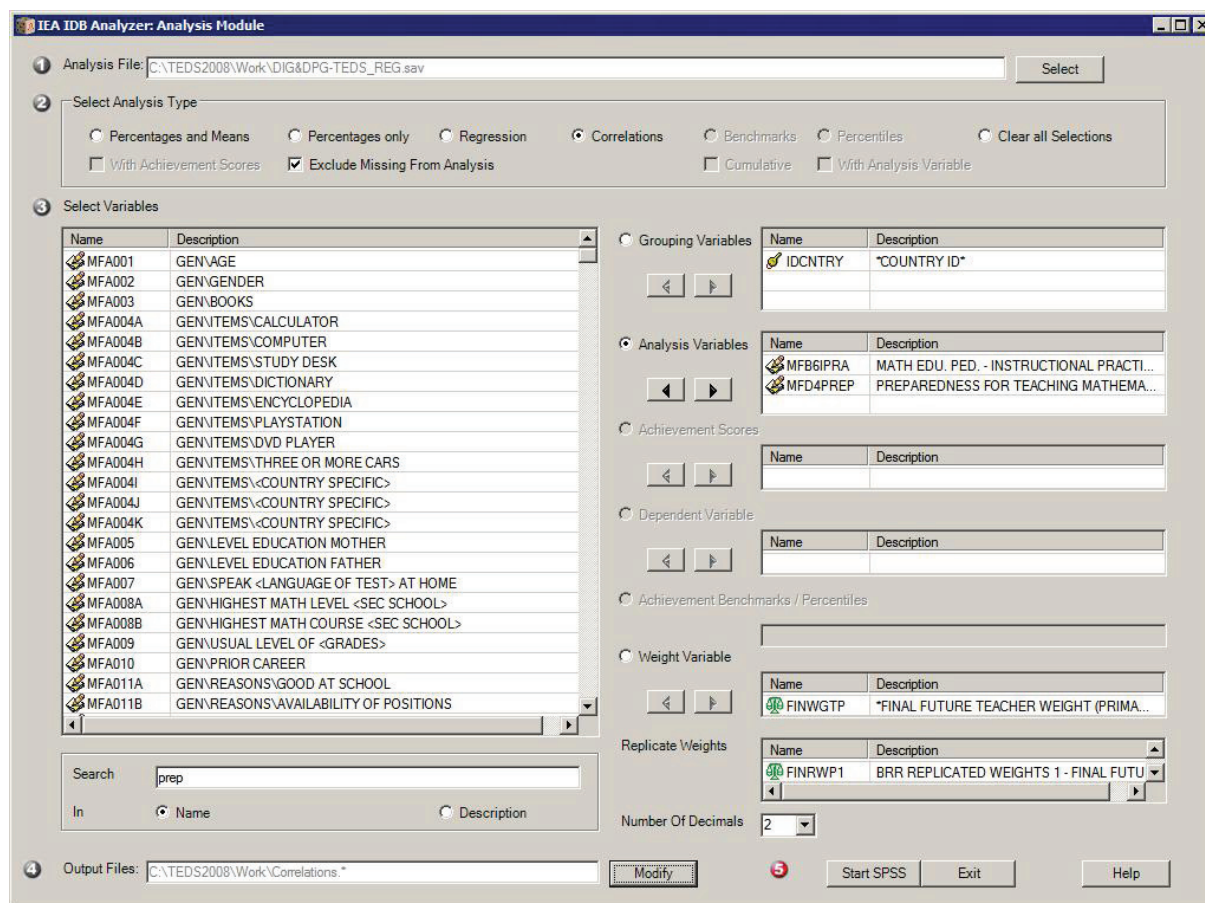 IEA IDB Analyzer: Analysis Module
1 Analysis File: C:\TEDS2008\Work\DIG&DPG-TEDS_REG.sav Select
2 Select Analysis Type
Percentages and Means Percentages only Regression Correlations Benchmarks Percentiles Clear all Selections
With Achievement Scores Exclude Missing From Analysis Cumulative With Analysis Variable
3 Select Variables
Name Description
MFA001 GEN\AGE
MFA002 GEN\GENDER
MFA003 GEN\BOOKS
MFA004A GEN\ITEMS\CALCULATOR
MFA004B GEN\ITEMS\COMPUTER
MFA004C GEN\ITEMS\STUDY DESK
MFA004D GEN\ITEMS\DICTIONARY
MFA004E GEN\ITEMS\ENCYCLOPEDIA
MFA004F GEN\ITEMS\PLAYSTATION
MFA004G GEN\ITEMS\DVD PLAYER
MFA004H GEN\ITEMS\THREE OR MORE CARS
MFA004I GEN\ITEMS\<COUNTRY SPECIFIC>
MFA004J GEN\ITEMS\<COUNTRY SPECIFIC>
MFA004K GEN\ITEMS\<COUNTRY SPECIFIC>
MFA005 GEN\LEVEL EDUCATION MOTHER
MFA006 GEN\LEVEL EDUCATION FATHER
MFA007 GEN\SPEAK <LANGUAGE OF TEST> AT HOME
MFA008A GEN\HIGHEST MATH LEVEL <SEC SCHOOL>
MFA008B GEN\HIGHEST MATH COURSE <SEC SCHOOL>
MFA009 GEN\USUAL LEVEL OF <GRADES>
MFA010 GEN\PRIOR CAREER
MFA011A GEN\REASONS\GOOD AT SCHOOL
MFA011B GEN\REASONS\AVAILABILITY OF POSITIONS
Search prep
In Name Description
Grouping Variables
Name Description
IDCNTRY *COUNTRY ID*
Analysis Variables
Name Description
MFB6IPRA MATH EDU. PED. - INSTRUCTIONAL PRACTI...
MFD4PREP PREPAREDNESS FOR TEACHING MATHEMA...
Achievement Scores
Name Description
Dependent Variable
Name Description
Achievement Benchmarks / Percentiles
Weight Variable
Name Description
FINWGTP *FINAL FUTURE TEACHER WEIGHT (PRIMA...
Replicate Weights
Name Description
FINRWP1 BRR REPLICATED WEIGHTS 1 - FINAL FUTU
Number Of Decimals 2
4 Output Files: C:\TEDS2008\Work\Correlations.* Modify 5 Start SPSS Exit Help